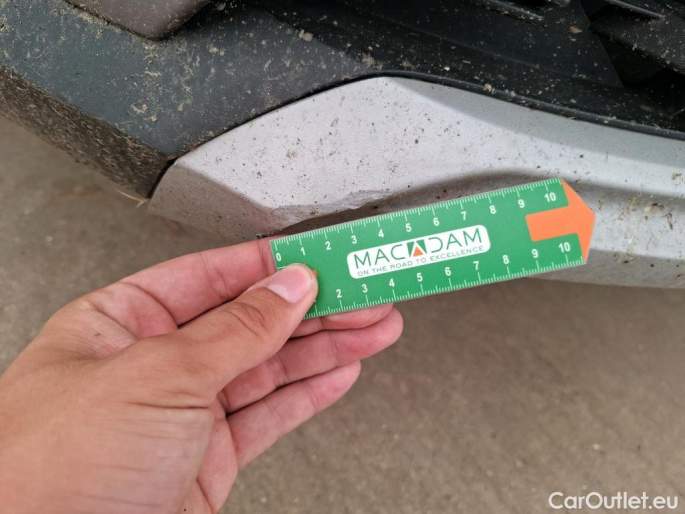 0 1 2 3 4 5 6 7 8 9 10
MACADAM
ON THE ROAD TO EXCELLENCE
2 3 4 5 6 7 8 9 10
CarOutlet.eu